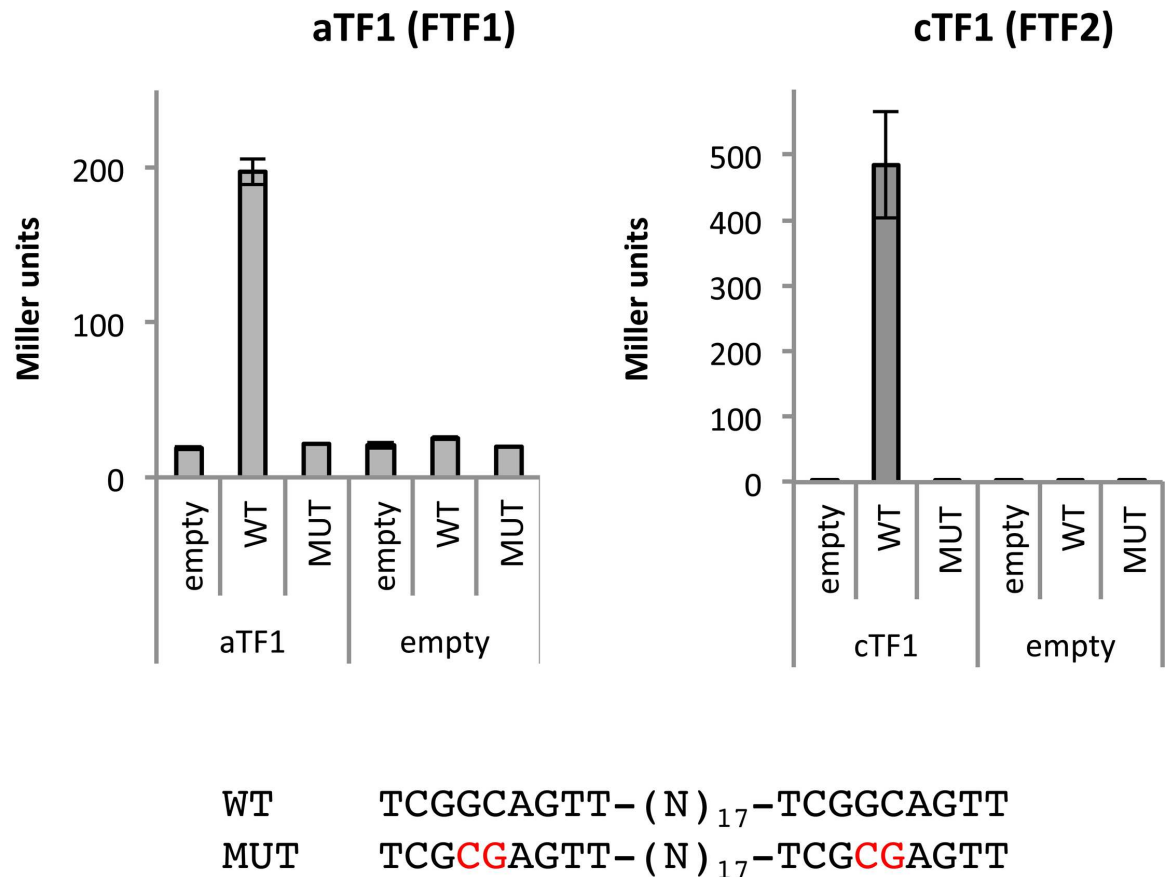 aTF1 (FTF1)
cTF1 (FTF2)
Miller units
200
100
0
empty
WT
MUT
empty
WT
MUT
aTF1
empty
Miller units
500
400
300
200
100
0
empty
WT
MUT
empty
WT
MUT
cTF1
empty
WT TCGGCAGTT-(N)17-TCGGCAGTT
MUT TCGCGAGTT-(N)17-TCGCGAGTT